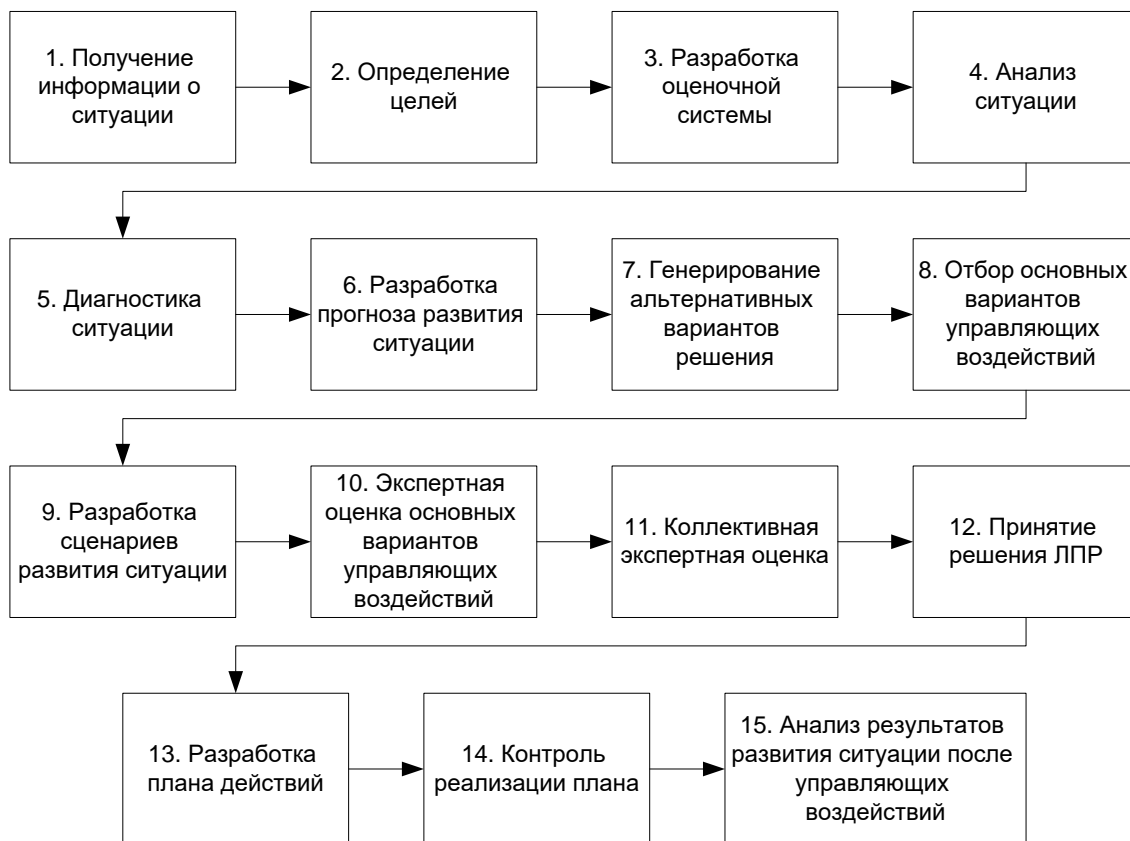 1. Получение
информации о
ситуации
2. Определение
целей
3. Разработка
оценочной
системы
4. Анализ
ситуации
5. Диагностика
ситуации
6. Разработка
прогноза развития
ситуации
7. Генерирование
альтернативных
вариантов
решения
8. Отбор основных
вариантов
управляющих
воздействий
9. Разработка
сценариев
развития ситуации
10. Экспертная
оценка основных
вариантов
управляющих
воздействий
11. Коллективная
экспертная оценка
12. Принятие
решения ЛПР
13. Разработка
плана действий
14. Контроль
реализации плана
15. Анализ результатов
развития ситуации после
управляющих
воздействий